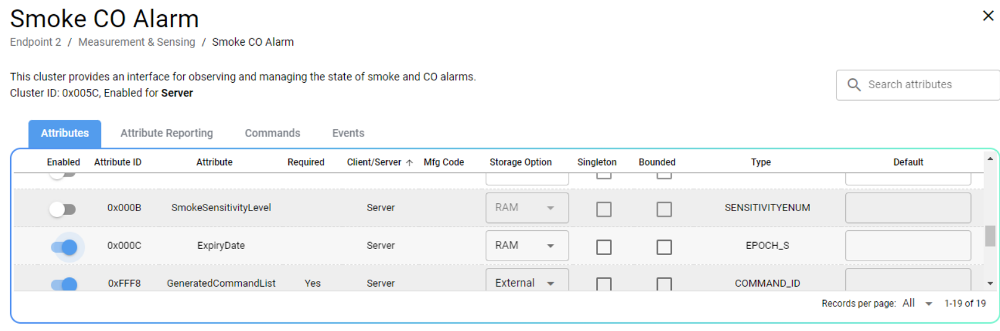 Smoke CO Alarm
Endpoint 2 / Measurement & Sensing / Smoke CO Alarm
This cluster provides an interface for observing and managing the state of smoke and CO alarms.
Cluster ID: 0x005C, Enabled for Server
Search attributes
Attributes Attribute Reporting Commands Events
Enabled Attribute ID Attribute Required Client/Server ↑ Mfg Code Storage Option Singleton Bounded Type Default
0x000B SmokeSensitivityLevel Server RAM SENSITIVITYENUM
0x000C ExpiryDate Server RAM EPOCH_S
0xFFF8 GeneratedCommandList Yes Server External COMMAND_ID
Records per page: All 1-19 of 19